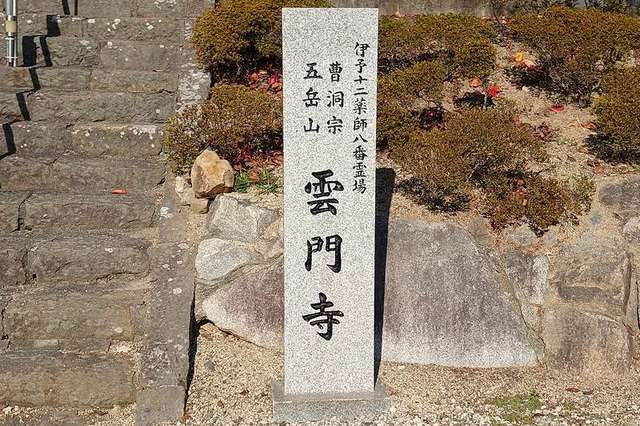 伊予十二薬師八番霊場
曹洞宗
五岳山
雲門寺